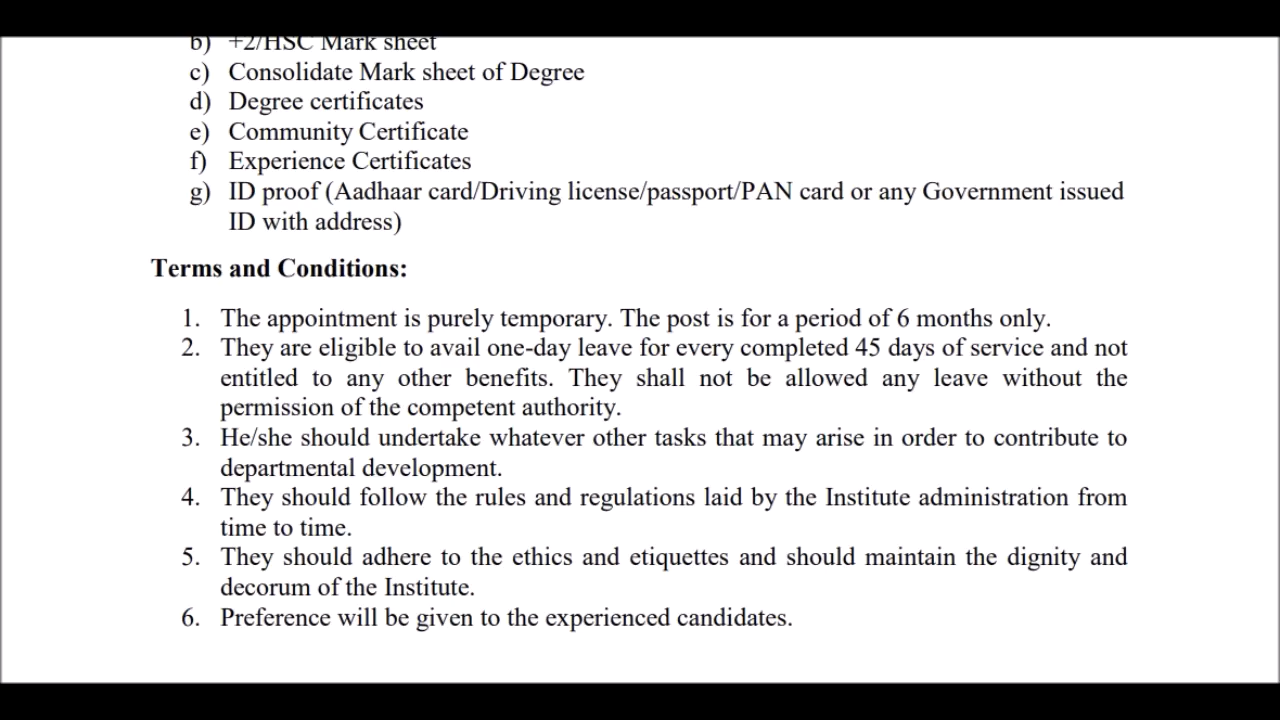 b) +2/HSC Mark sheet
c) Consolidate Mark sheet of Degree
d) Degree certificates
e) Community Certificate
f) Experience Certificates
g) ID proof (Aadhaar card/Driving license/passport/PAN card or any Government issued
ID with address)
Terms and Conditions:
1. The appointment is purely temporary. The post is for a period of 6 months only.
2. They are eligible to avail one-day leave for every completed 45 days of service and not
entitled to any other benefits. They shall not be allowed any leave without the
permission of the competent authority.
3. He/she should undertake whatever other tasks that may arise in order to contribute to
departmental development.
4. They should follow the rules and regulations laid by the Institute administration from
time to time.
5. They should adhere to the ethics and etiquettes and should maintain the dignity and
decorum of the Institute.
6. Preference will be given to the experienced candidates.